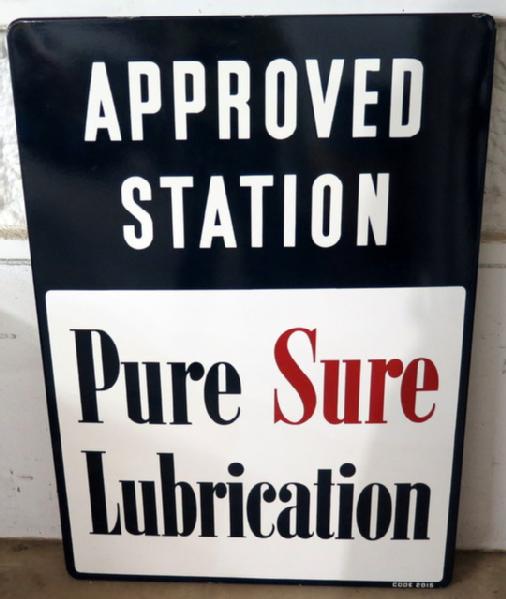 APPROVED
STATION
Pure Sure
Lubrication
CODE 2015